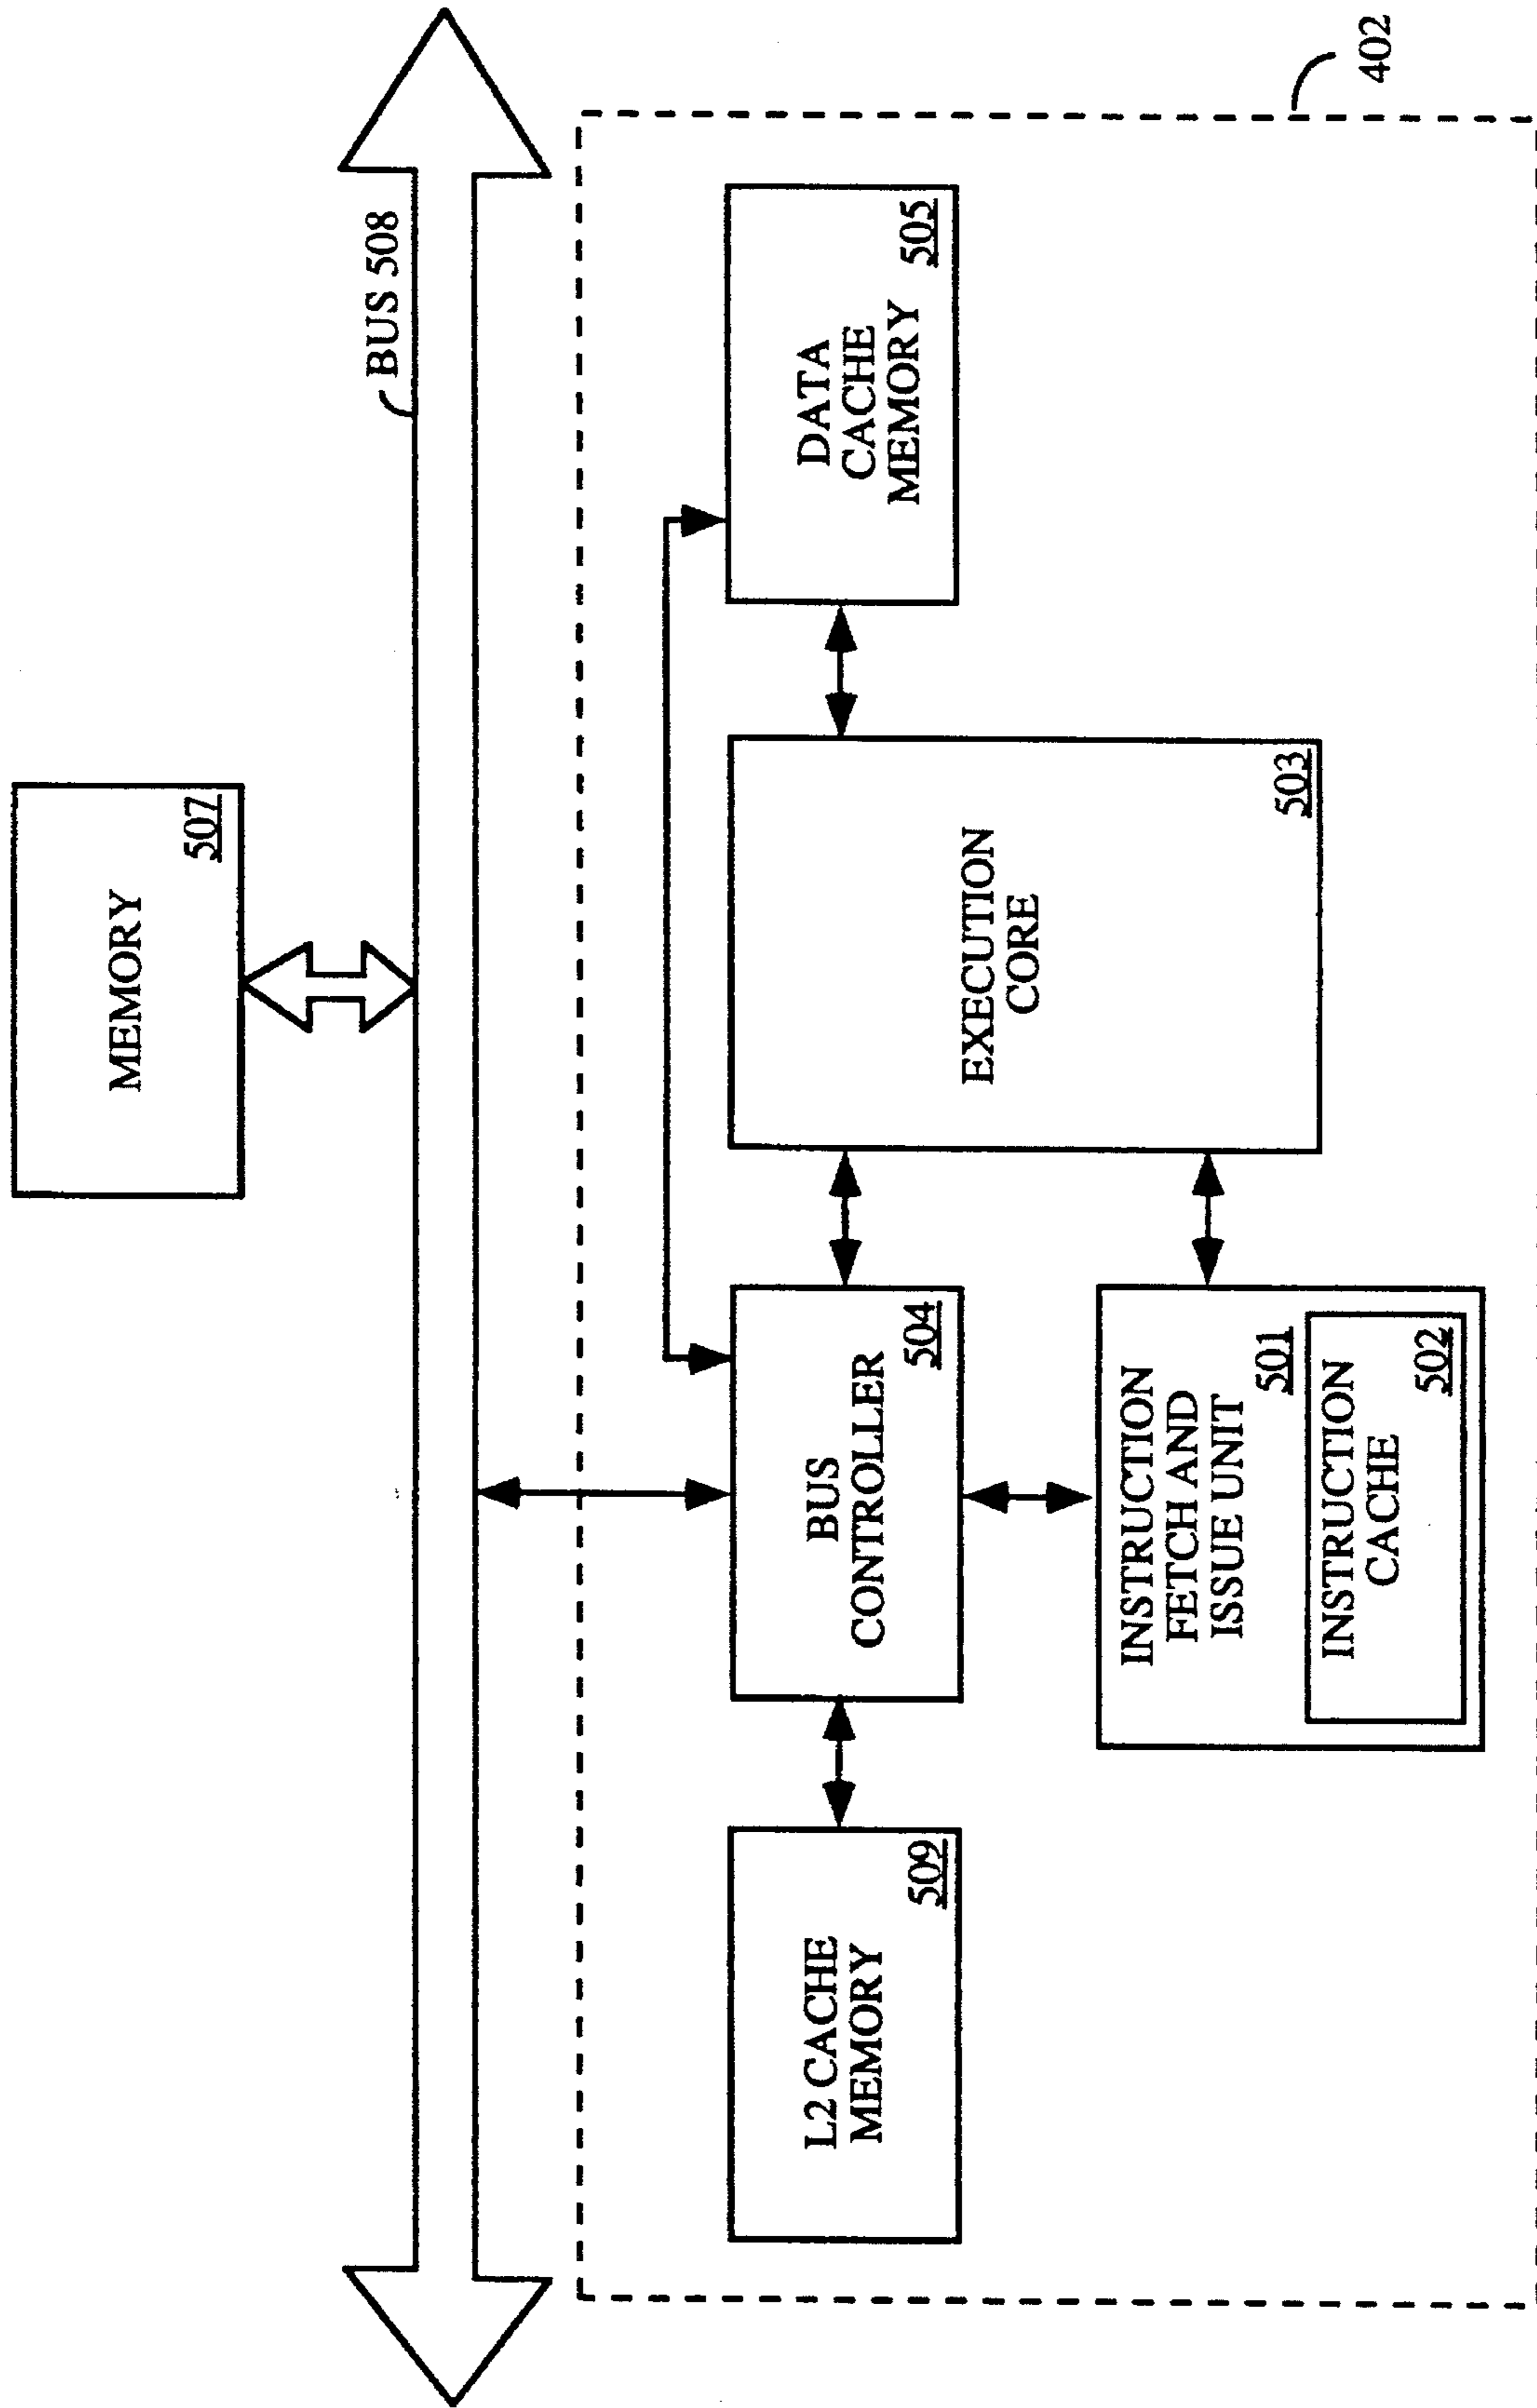 MEMORY
507
BUS 508
402
L2 CACHE
MEMORY
509
BUS
CONTROLLER
504
EXECUTION
CORE
503
DATA
CACHE
MEMORY
505
INSTRUCTION
FETCH AND
ISSUE UNIT
501
INSTRUCTION
CACHE
502